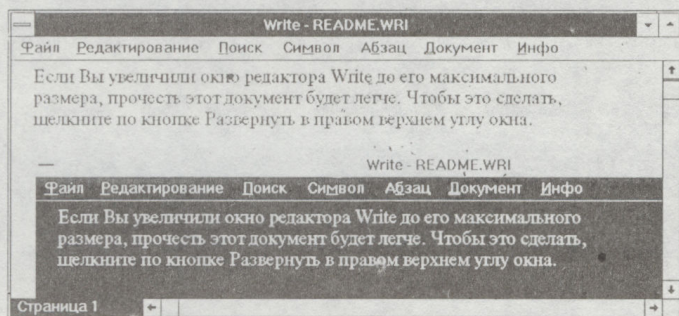 Write - README.WRI
Файл Редактирование Поиск Символ Абзац Документ Инфо
Если Вы увеличили окно редактора Write до его максимального
размера, прочесть этот документ будет легче. Чтобы это сделать,
щелкните по кнопке Развернуть в правом верхнем углу окна.
Write - README.WRI
Файл Редактирование Поиск Символ Абзац Документ Инфо
Если Вы увеличили окно редактора Write до его максимального
размера, прочесть этот документ будет легче. Чтобы это сделать,
щелкните по кнопке Развернуть в правом верхнем углу окна.
Страница 1